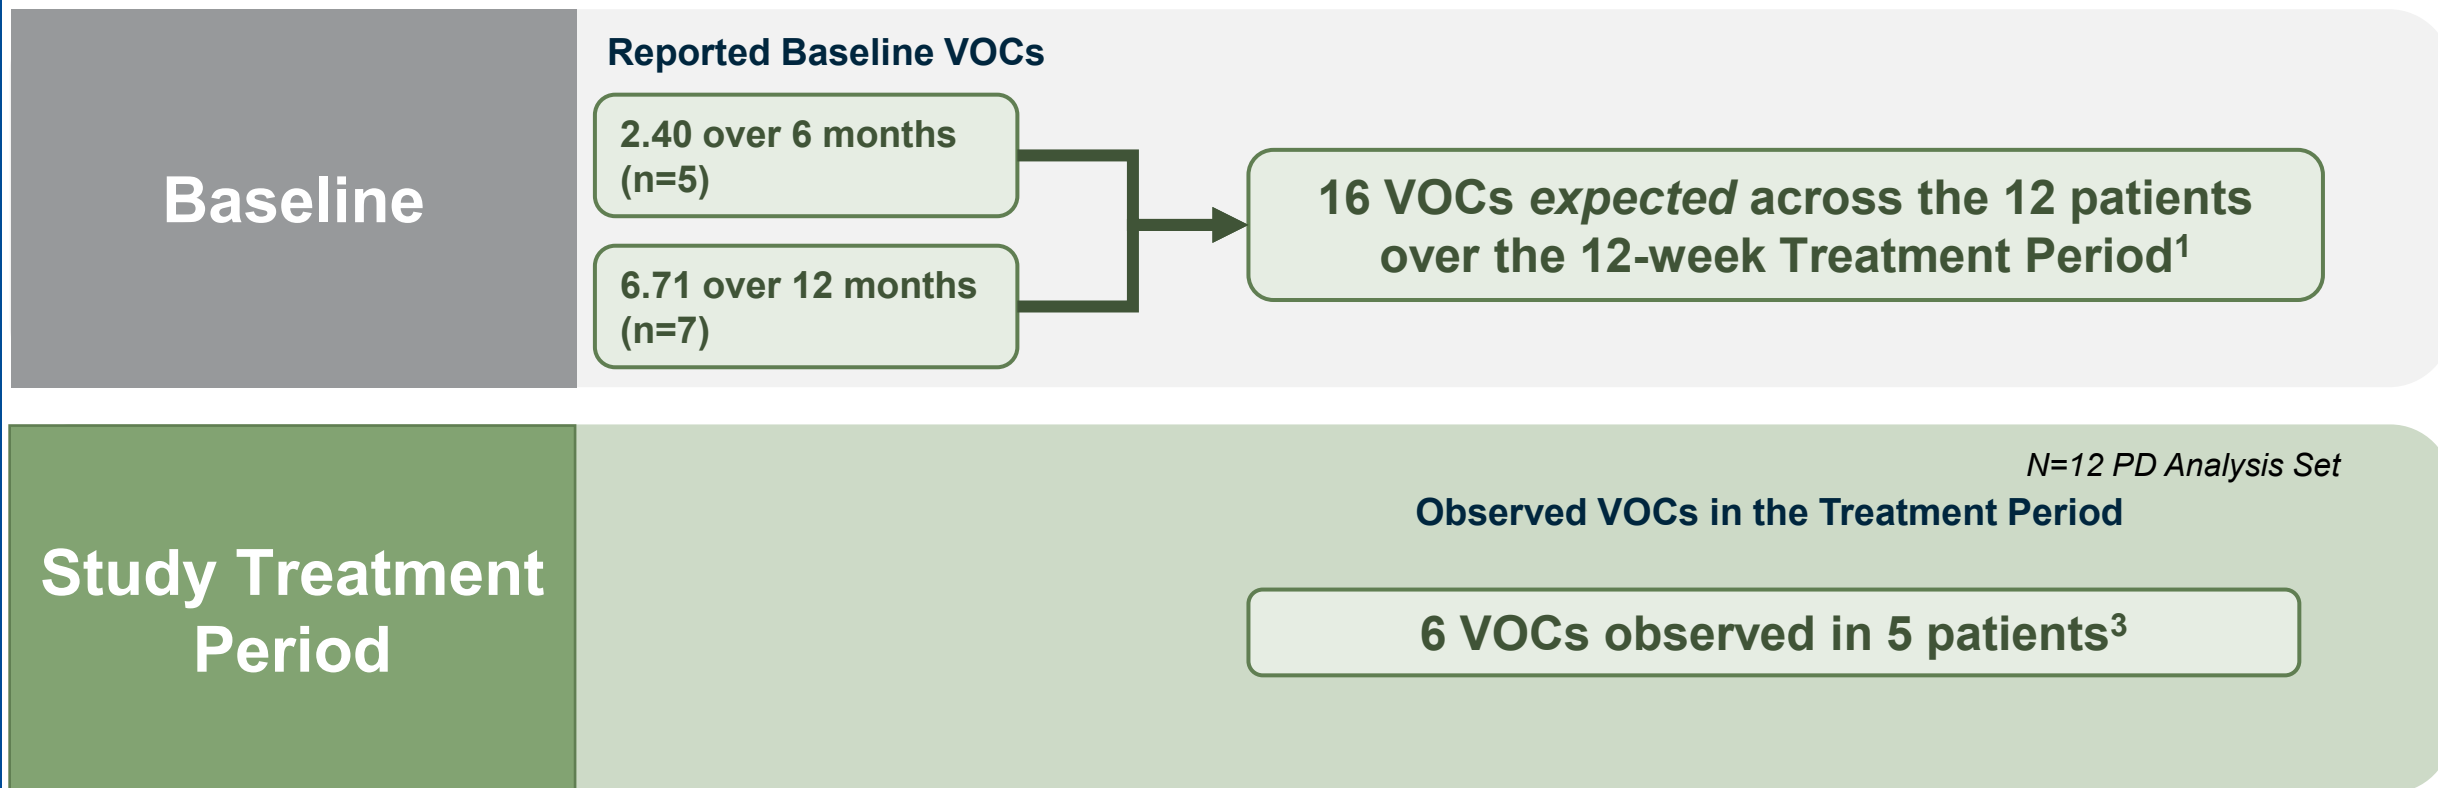 Baseline
Reported Baseline VOCs
2.40 over 6 months
(n=5)
6.71 over 12 months
(n=7)
16 VOCs expected across the 12 patients
over the 12-week Treatment Period¹
Study Treatment
Period
N=12 PD Analysis Set
Observed VOCs in the Treatment Period
6 VOCs observed in 5 patients³